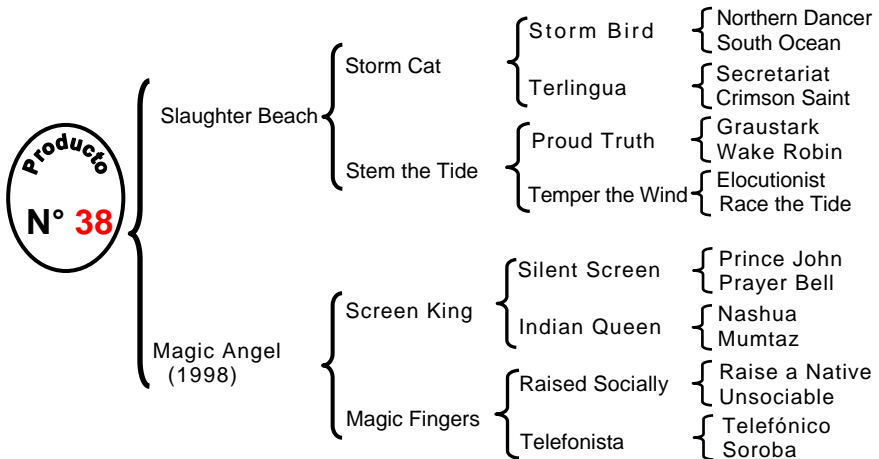 Producto
N° 38
Slaughter Beach
Magic Angel
(1998)
Storm Cat
Stem the Tide
Screen King
Magic Fingers
Storm Bird
Terlingua
Proud Truth
Temper the Wind
Silent Screen
Indian Queen
Raised Socially
Telefonista
Northern Dancer
South Ocean
Secretariat
Crimson Saint
Graustark
Wake Robin
Elocutionist
Race the Tide
Prince John
Prayer Bell
Nashua
Mumtaz
Raise a Native
Unsociable
Telefónico
Soroba